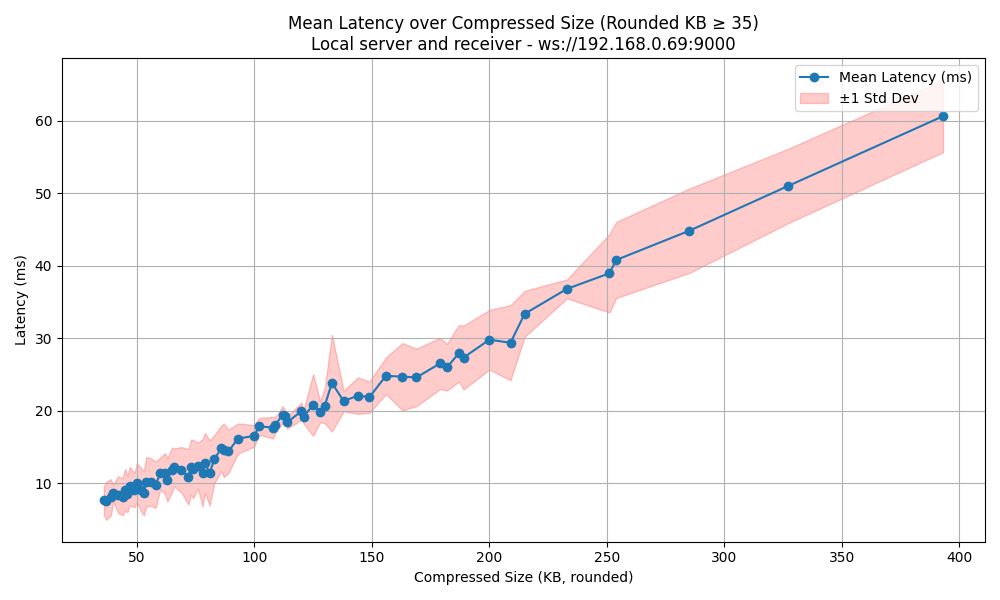 Mean Latency over Compressed Size (Rounded KB ≥ 35)
Local server and receiver - ws://192.168.0.69:9000
Mean Latency (ms)
±1 Std Dev
Latency (ms)
60
50
40
30
20
10
50 100 150 200 250 300 350 400
Compressed Size (KB, rounded)